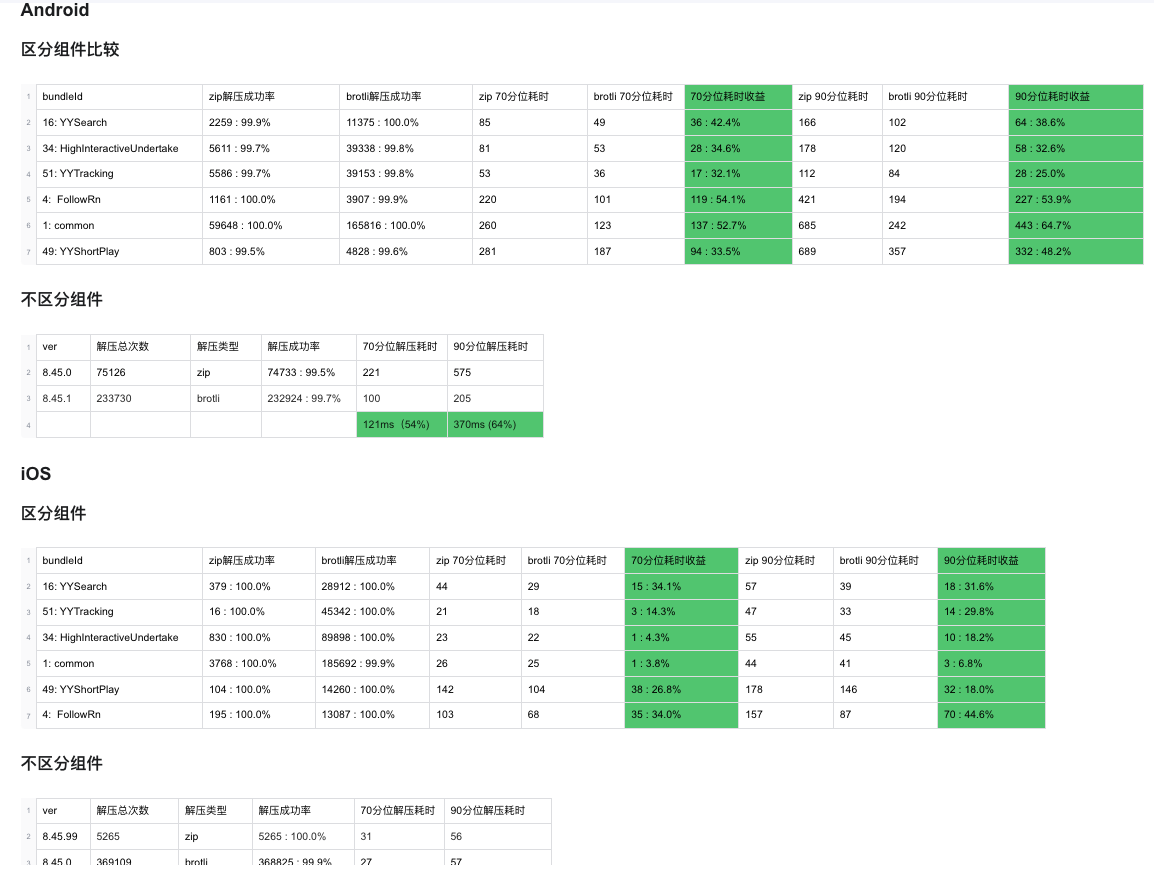 Android
区分组件比较
1 bundleId zip解压成功率 brotli解压成功率 zip 70分位耗时 brotli 70分位耗时 70分位耗时收益 zip 90分位耗时 brotli 90分位耗时 90分位耗时收益
2 16: YYSearch 2259 : 99.9% 11375 : 100.0% 85 49 36 : 42.4% 166 102 64 : 38.6%
3 34: HighInteractiveUndertake 5611 : 99.7% 39338 : 99.8% 81 53 28 : 34.6% 178 120 58 : 32.6%
4 51: YYTracking 5586 : 99.7% 39153 : 99.8% 53 36 17 : 32.1% 112 84 28 : 25.0%
5 4: FollowRn 1161 : 100.0% 3907 : 99.9% 220 101 119 : 54.1% 421 194 227 : 53.9%
6 1: common 59648 : 100.0% 165816 : 100.0% 260 123 137 : 52.7% 685 242 443 : 64.7%
7 49: YYShortPlay 803 : 99.5% 4828 : 99.6% 281 187 94 : 33.5% 689 357 332 : 48.2%
不区分组件
1 ver 解压总次数 解压类型 解压成功率 70分位解压耗时 90分位解压耗时
2 8.45.0 75126 zip 74733 : 99.5% 221 575
3 8.45.1 233730 brotli 232924 : 99.7% 100 205
4 121ms（54%) 370ms (64%)
iOS
区分组件
1 bundleId zip解压成功率 brotli解压成功率 zip 70分位耗时 brotli 70分位耗时 70分位耗时收益 zip 90分位耗时 brotli 90分位耗时 90分位耗时收益
2 16: YYSearch 379 : 100.0% 28912 : 100.0% 44 29 15 : 34.1% 57 39 18 : 31.6%
3 51: YYTracking 16 : 100.0% 45342 : 100.0% 21 18 3 : 14.3% 47 33 14 : 29.8%
4 34: HighInteractiveUndertake 830 : 100.0% 89898 : 100.0% 23 22 1 : 4.3% 55 45 10 : 18.2%
5 1: common 3768 : 100.0% 185692 : 99.9% 26 25 1 : 3.8% 44 41 3 : 6.8%
6 49: YYShortPlay 104 : 100.0% 14260 : 100.0% 142 104 38 : 26.8% 178 146 32 : 18.0%
7 4: FollowRn 195 : 100.0% 13087 : 100.0% 103 68 35 : 34.0% 157 87 70 : 44.6%
不区分组件
1 ver 解压总次数 解压类型 解压成功率 70分位解压耗时 90分位解压耗时
2 8.45.99 5265 zip 5265 : 100.0% 31 56
3 8.45.0 369109 brotli 368825 : 99.9% 27 57